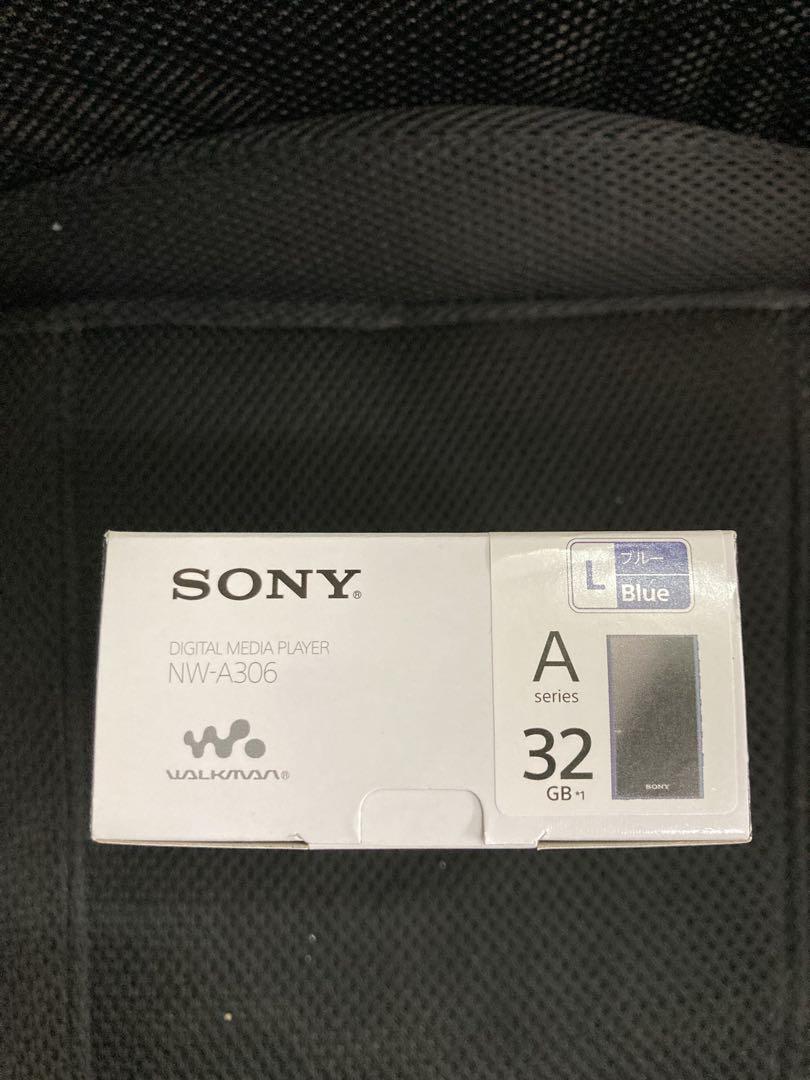 SONY®
DIGITAL MEDIA PLAYER
NW-A306
WALKMAN®
L
ブルー
Blue
A
series
32
GB *1
SONY